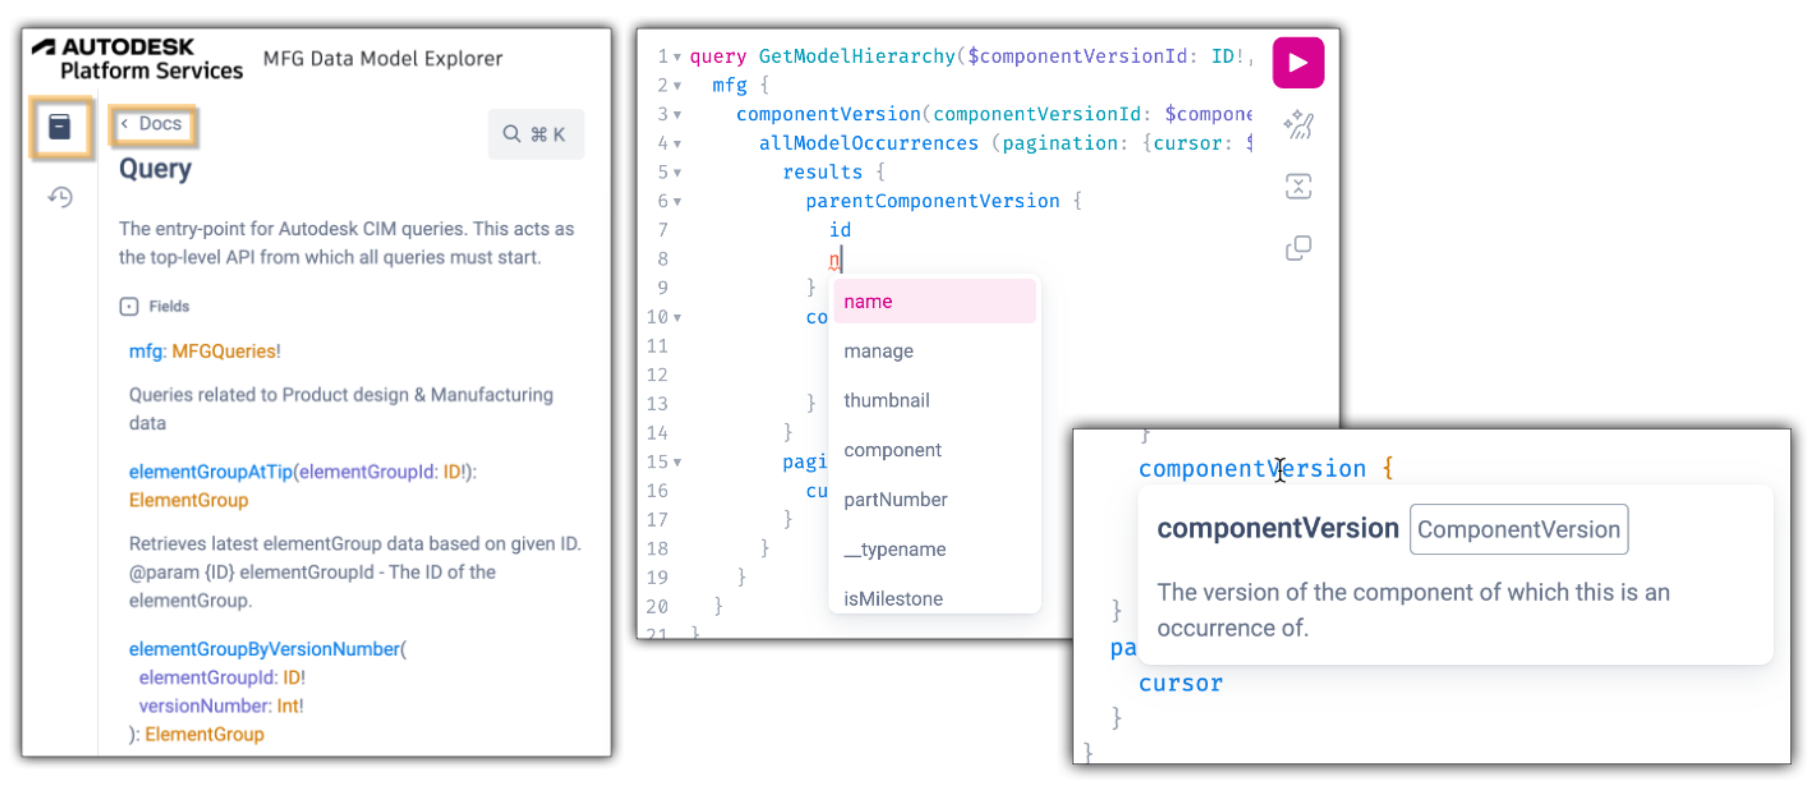 AUTODESK
Platform Services
MFG Data Model Explorer
< Docs
⌘ K
Query
The entry-point for Autodesk CIM queries. This acts as
the top-level API from which all queries must start.
Fields
mfg: MFGQueries!
Queries related to Product design & Manufacturing
data
elementGroupAtTip(elementGroupId: ID!):
ElementGroup
Retrieves latest elementGroup data based on given ID.
@param {ID} elementGroupId - The ID of the
elementGroup.
elementGroupByVersionNumber(
elementGroupId: ID!
versionNumber: Int!
): ElementGroup
1 query GetModelHierarchy($componentVersionId: ID!,
2 mfg {
3 componentVersion(componentVersionId: $compone
4 allModelOccurrences (pagination: {cursor: $
5 results {
6 parentComponentVersion {
7 id
8 n
9 }
10 co
11
12
13 }
14 }
15 pagi
16 cu
17 }
18 }
19 }
20 }
21 }
name
manage
thumbnail
component
partNumber
__typename
isMilestone
}
componentVersion {
componentVersion ComponentVersion
The version of the component of which this is an
occurrence of.
}
pa
cursor
}
}